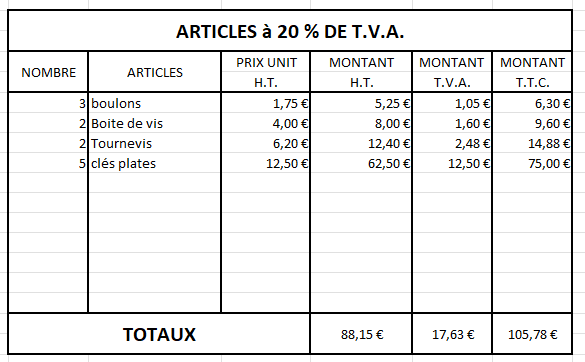 ARTICLES à 20 % DE T.V.A.
NOMBRE ARTICLES PRIX UNIT H.T. MONTANT H.T. MONTANT T.V.A. MONTANT T.T.C.
3 boulons 1,75 € 5,25 € 1,05 € 6,30 €
2 Boite de vis 4,00 € 8,00 € 1,60 € 9,60 €
2 Tournevis 6,20 € 12,40 € 2,48 € 14,88 €
5 clés plates 12,50 € 62,50 € 12,50 € 75,00 €
TOTAUX 88,15 € 17,63 € 105,78 €